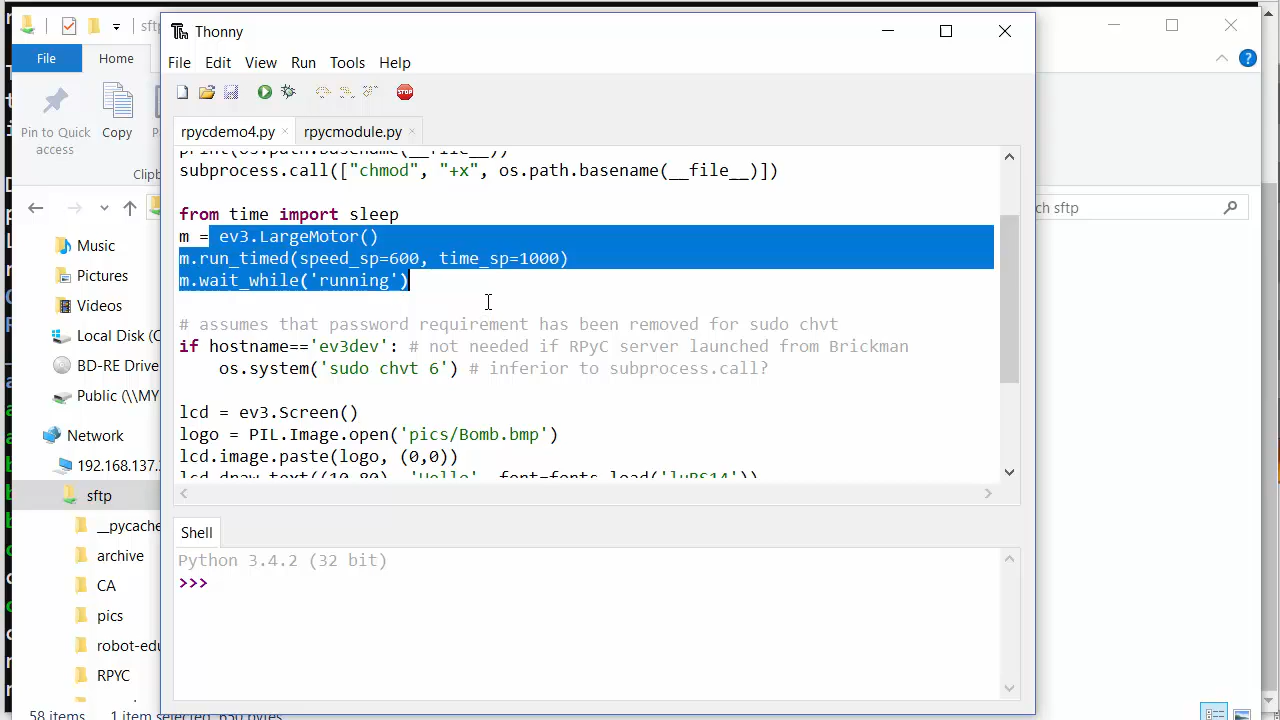 sftp
Thonny
File
Home
Pin to Quick
access
Copy
Clipb
File Edit View Run Tools Help
STOP
rpycdemo4.py
rpycmodule.py
print(os.path.basename(__file__))
subprocess.call(["chmod", "+x", os.path.basename(__file__)])
from time import sleep
m = ev3.LargeMotor()
m.run_timed(speed_sp=600, time_sp=1000)
m.wait_while('running')
# assumes that password requirement has been removed for sudo chvt
if hostname=='ev3dev': # not needed if RPyC server launched from Brickman
os.system('sudo chvt 6') # inferior to subprocess.call?
lcd = ev3.Screen()
logo = PIL.Image.open('pics/Bomb.bmp')
lcd.image.paste(logo, (0,0))
lcd.draw.text((10,80), 'Hello', font=fonts.load('luBS14'))
Shell
Python 3.4.2 (32 bit)
>>>
ch sftp
Music
Pictures
Videos
Local Disk (C
BD-RE Drive
Public (\\MY
Network
192.168.137.
sftp
__pycache
archive
CA
pics
robot-edu
RPYC
58 items 1 item selected, 650 bytes